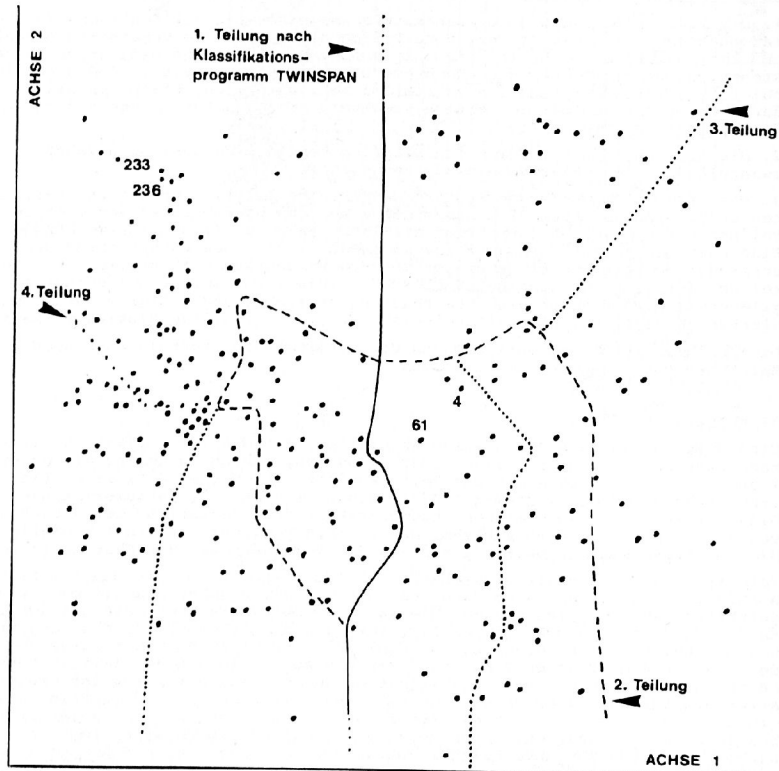 ACHSE 2
1. Teilung nach
Klassifikations-
programm TWINSPAN
3.Teilung
233
236
4.Teilung
4
61
2. Teilung
ACHSE 1